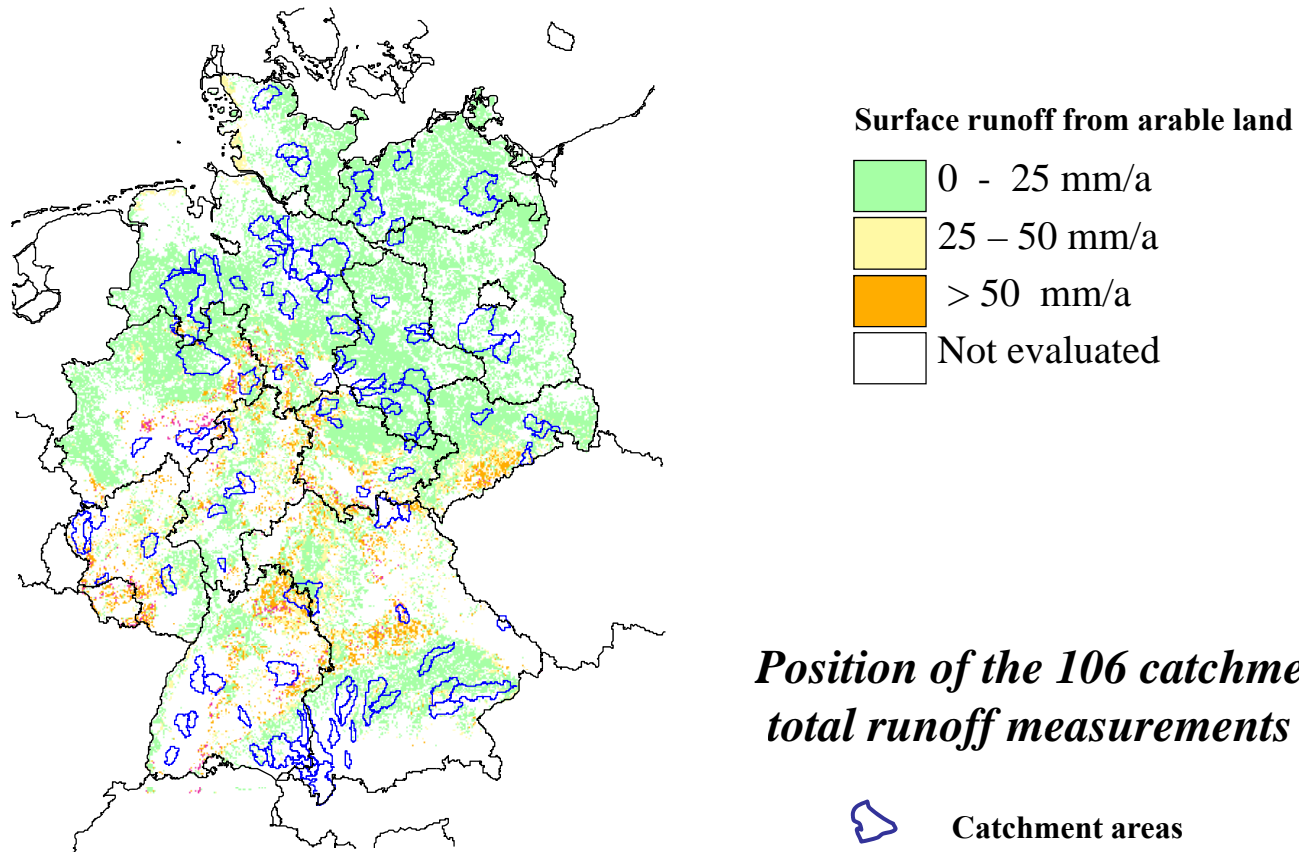 Surface runoff from arable land
0 - 25 mm/a
25 – 50 mm/a
> 50 mm/a
Not evaluated
Position of the 106 catchme
total runoff measurements
Catchment areas